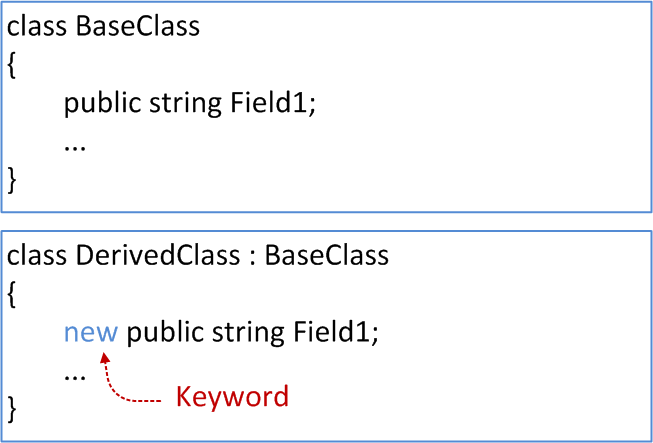 class BaseClass
{
public string Field1;
...
}
class DerivedClass : BaseClass
{
new public string Field1;
...
Keyword
}